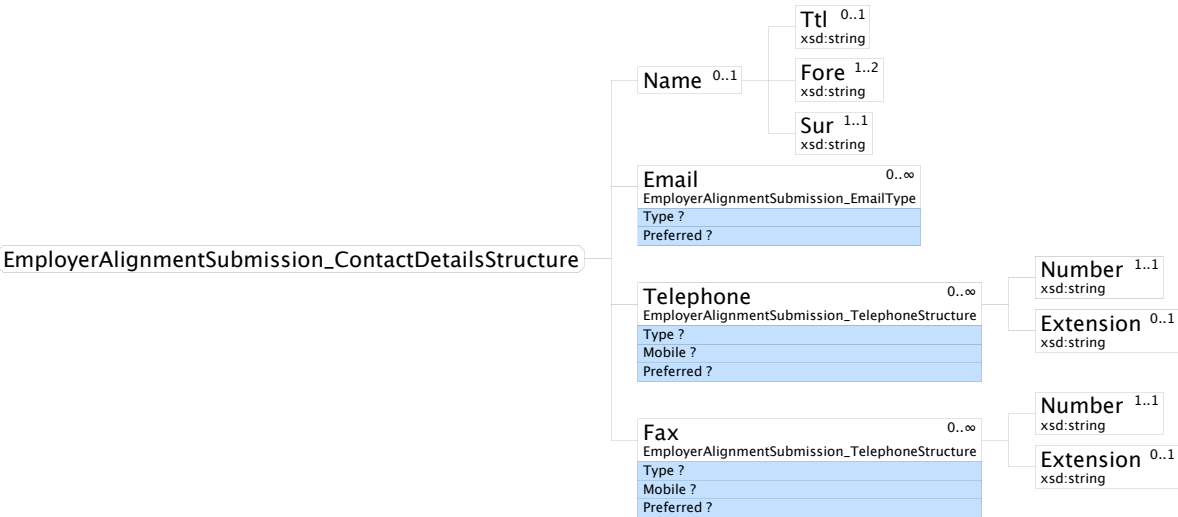 Ttl 0..1
xsd:string
Name 0..1
Fore 1..2
xsd:string
Sur 1..1
xsd:string
Email 0..∞
EmployerAlignmentSubmission_EmailType
Type ?
Preferred ?
EmployerAlignmentSubmission_ContactDetailsStructure
Telephone 0..∞
EmployerAlignmentSubmission_TelephoneStructure
Type ?
Mobile ?
Preferred ?
Number 1..1
xsd:string
Extension 0..1
xsd:string
Fax 0..∞
EmployerAlignmentSubmission_TelephoneStructure
Type ?
Mobile ?
Preferred ?
Number 1..1
xsd:string
Extension 0..1
xsd:string